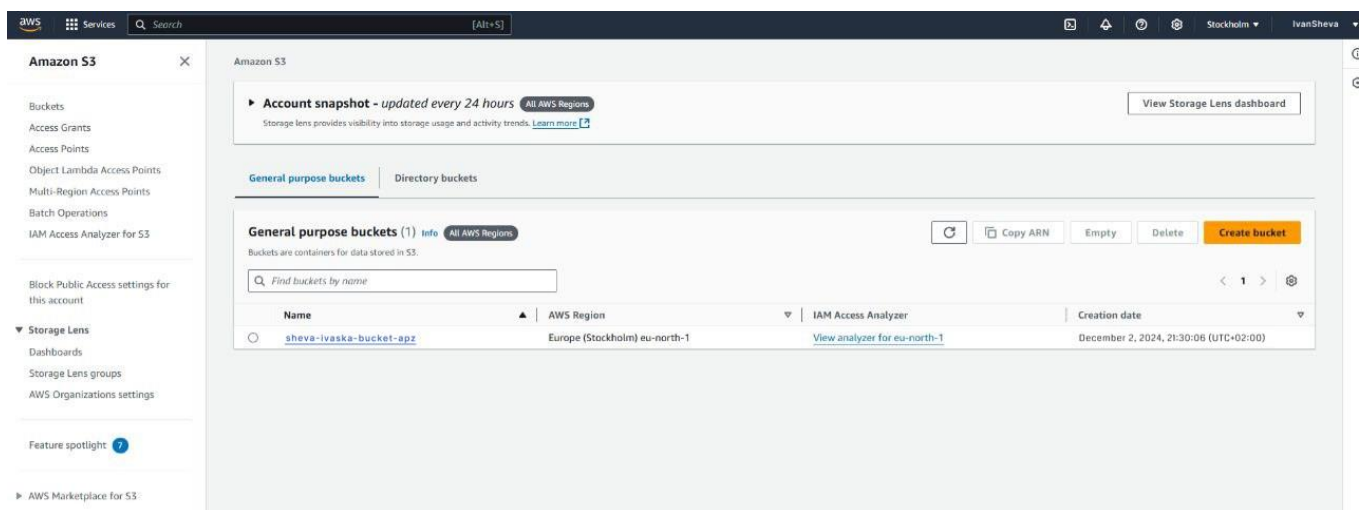 aws Services Search [Alt+S] Stockholm IvanSheva
Amazon S3
Buckets
Access Grants
Access Points
Object Lambda Access Points
Multi-Region Access Points
Batch Operations
IAM Access Analyzer for S3
Block Public Access settings for
this account
Storage Lens
Dashboards
Storage Lens groups
AWS Organizations settings
Feature spotlight 7
AWS Marketplace for S3
Amazon S3
Account snapshot - updated every 24 hours All AWS Regions
Storage lens provides visibility into storage usage and activity trends. Learn more
View Storage Lens dashboard
General purpose buckets Directory buckets
General purpose buckets (1) Info All AWS Regions
Buckets are containers for data stored in S3.
Copy ARN Empty Delete Create bucket
Find buckets by name
1
Name AWS Region IAM Access Analyzer Creation date
sheva-ivaska-bucket-apz Europe (Stockholm) eu-north-1 View analyzer for eu-north-1 December 2, 2024, 21:30:06 (UTC+02:00)